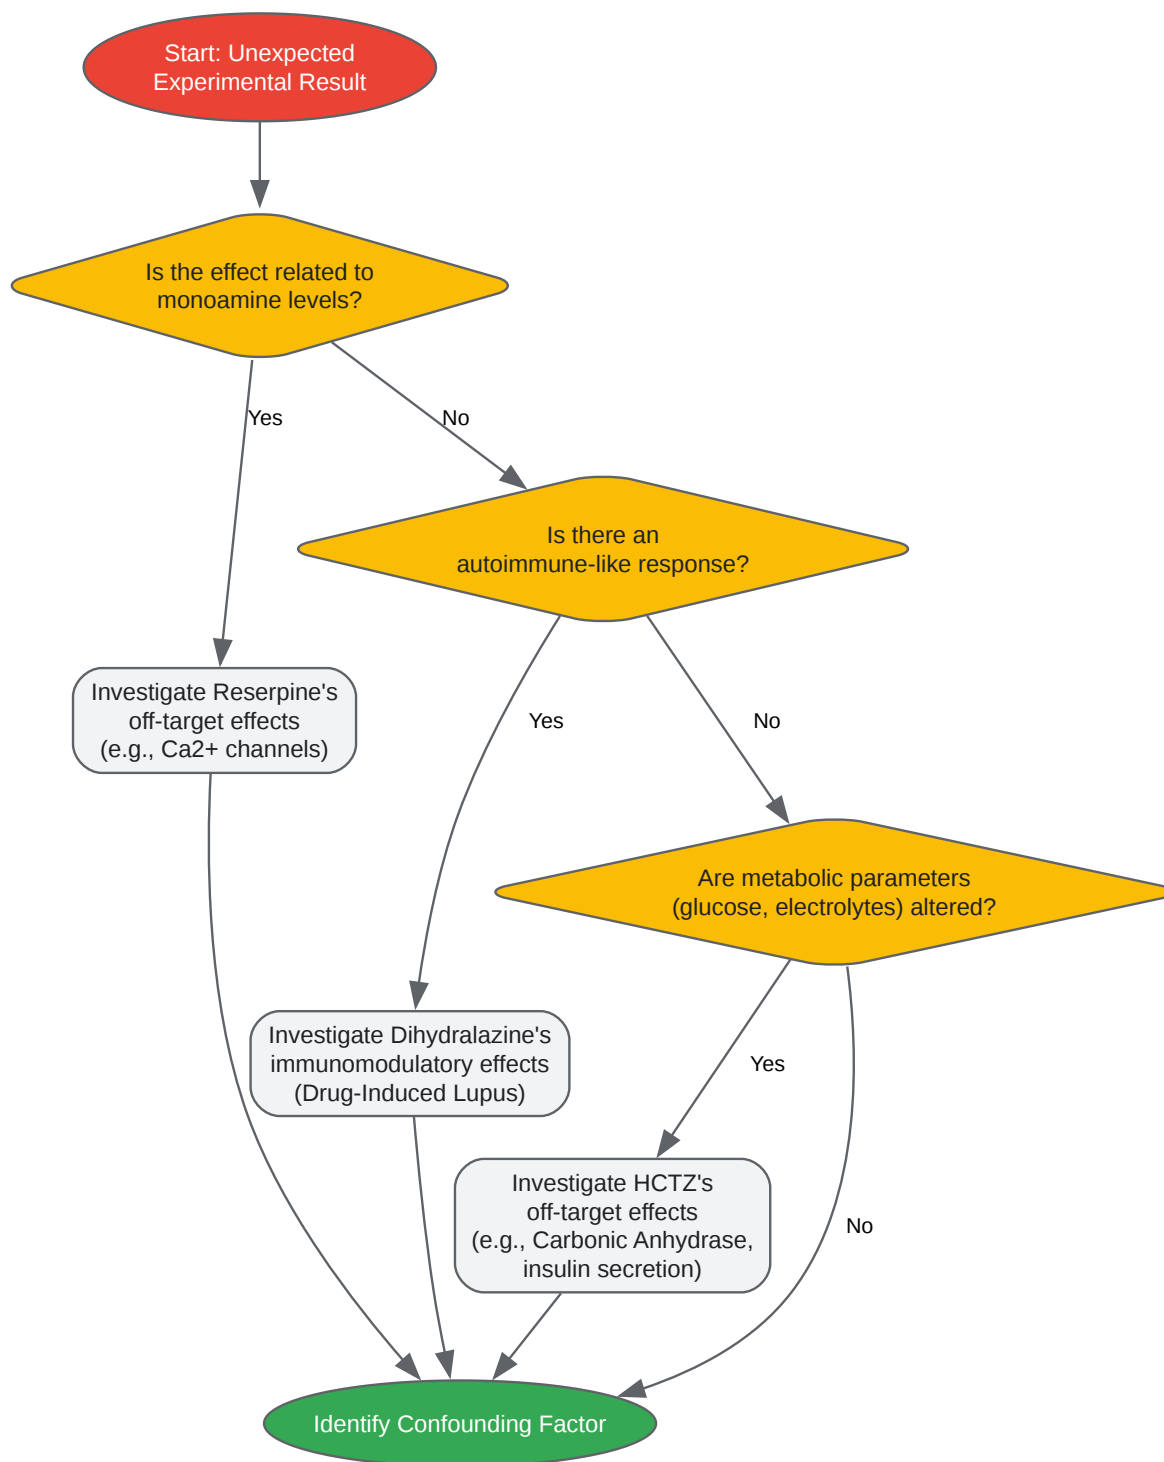 Start: Unexpected
Experimental Result
Is the effect related to
monoamine levels?
Yes
No
Is there an
autoimmune-like response?
Investigate Reserpine's
off-target effects
(e.g., Ca2+ channels)
Yes
No
Are metabolic parameters
(glucose, electrolytes) altered?
Investigate Dihydralazine's
immunomodulatory effects
(Drug-Induced Lupus)
Yes
Investigate HCTZ's
off-target effects
(e.g., Carbonic Anhydrase,
insulin secretion)
No
Identify Confounding Factor